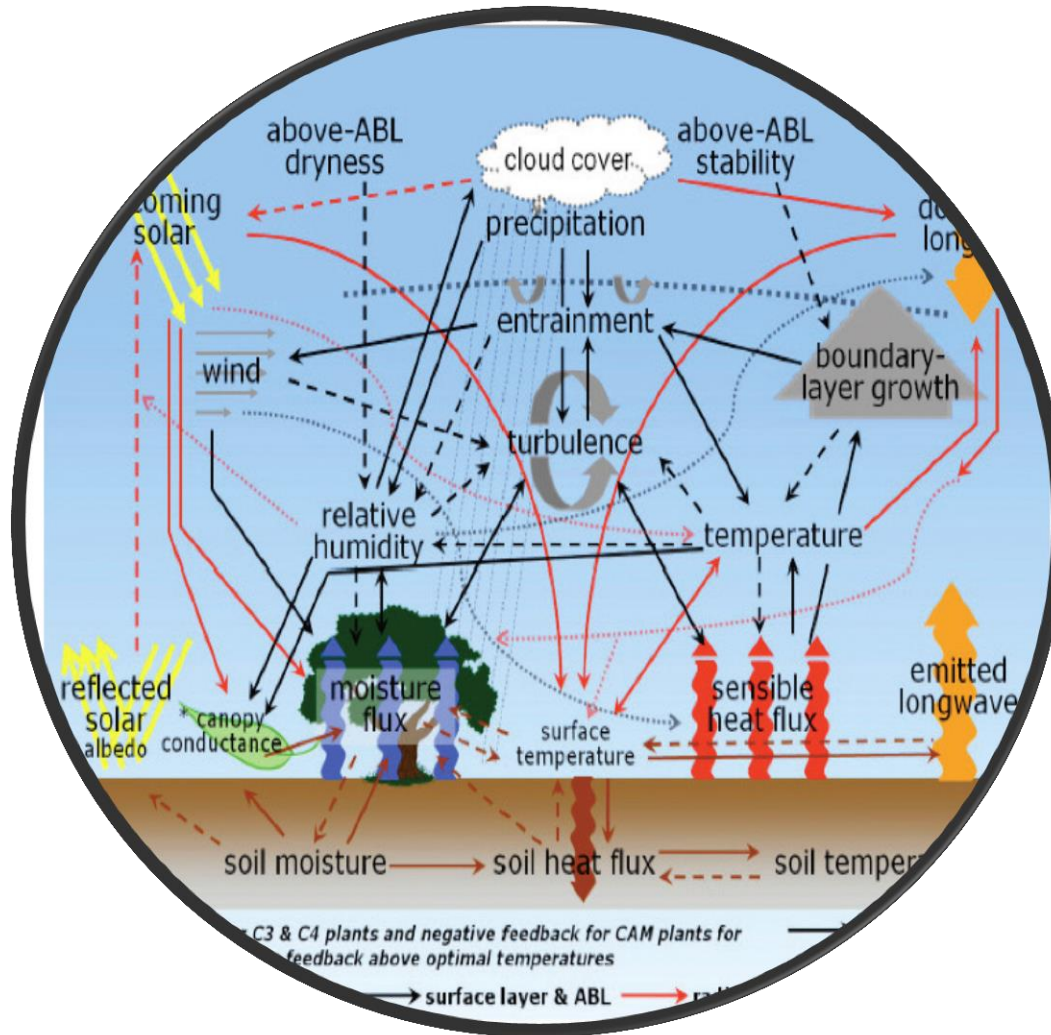 above-ABL
dryness
cloud cover
above-ABL
stability
coming
solar
precipitation
entrainment
wind
boundary-
layer growth
turbulence
relative
humidity
temperature
reflected
solar
albedo
*canopy
conductance
moisture
flux
surface
temperature
sensible
heat flux
emitted
longwave
soil moisture
soil heat flux
soil tempera
C3 & C4 plants and negative feedback for CAM plants for
feedback above optimal temperatures
surface layer & ABL